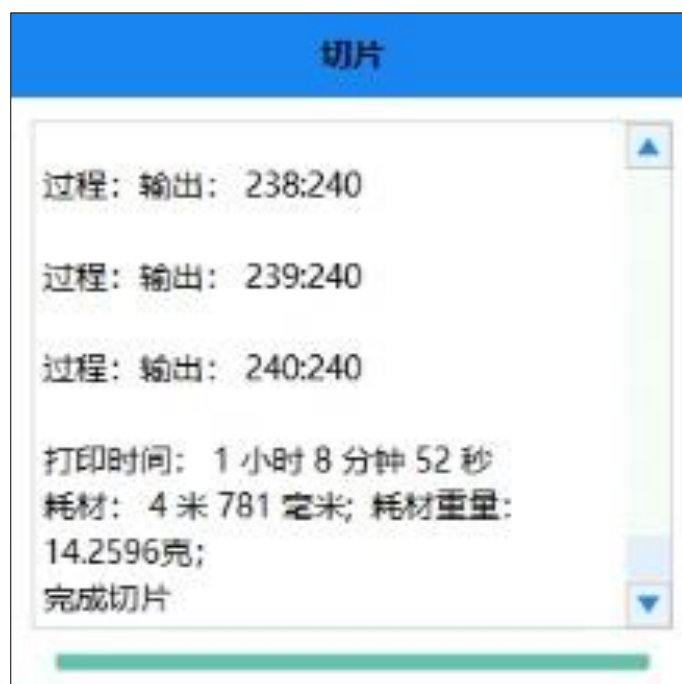 切片
过程：输出： 238:240
过程：输出： 239:240
过程：输出： 240:240
打印时间： 1 小时 8 分钟 52 秒
耗材： 4 米 781 毫米; 耗材重量：
14.2596克;
完成切片